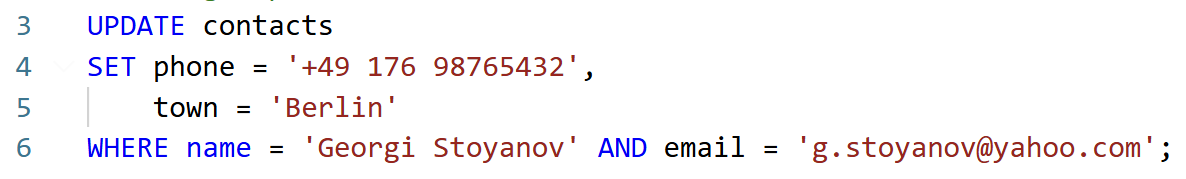 3 UPDATE contacts
4 SET phone = '+49 176 98765432',
5     town = 'Berlin'
6 WHERE name = 'Georgi Stoyanov' AND email = 'g.stoyanov@yahoo.com';